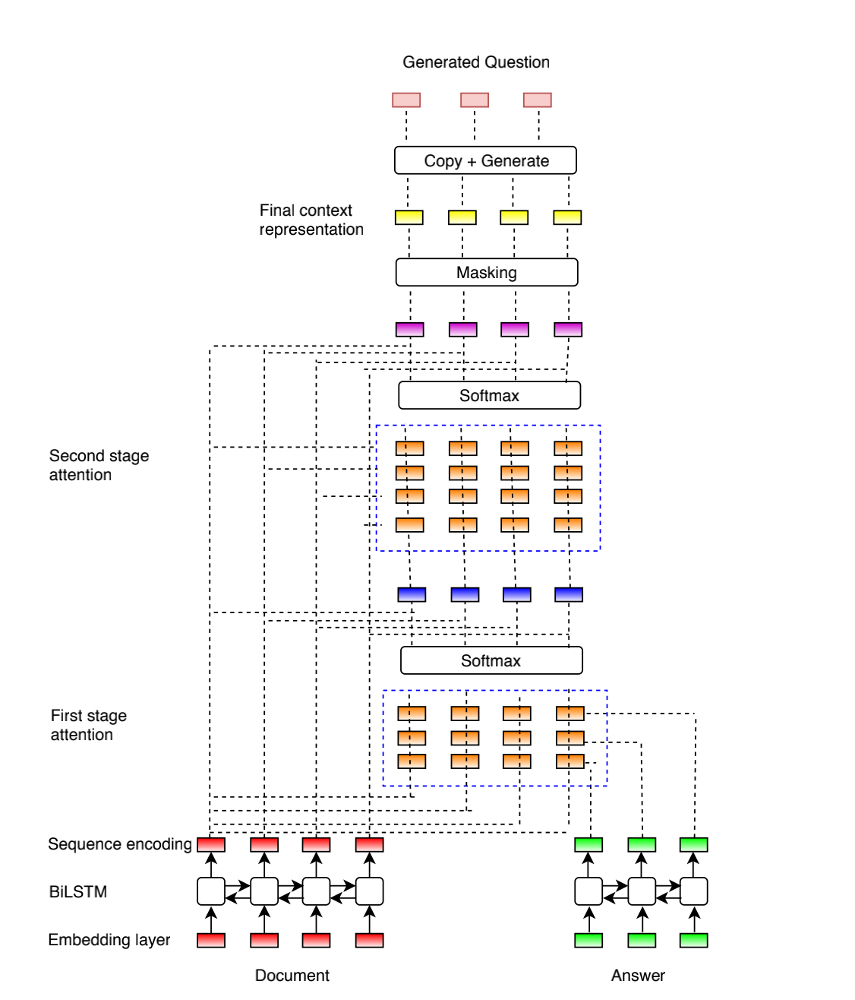 Generated Question
Copy + Generate
Final context
representation
Masking
Softmax
Second stage
attention
Softmax
First stage
attention
Sequence encoding
BiLSTM
Embedding layer
Document
Answer